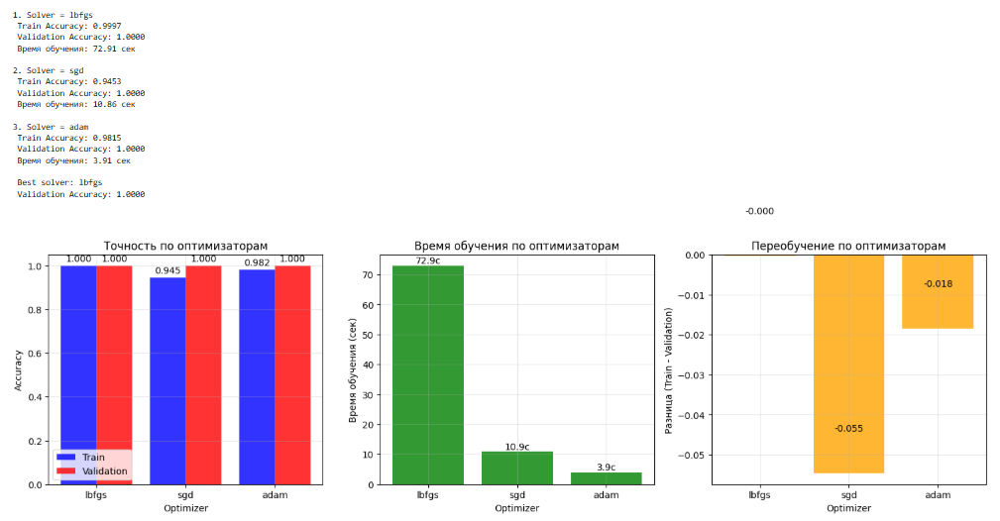 1. Solver = lbfgs
Train Accuracy: 0.9997
Validation Accuracy: 1.0000
Время обучения: 72.91 сек
2. Solver = sgd
Train Accuracy: 0.9453
Validation Accuracy: 1.0000
Время обучения: 10.86 сек
3. Solver = adam
Train Accuracy: 0.9815
Validation Accuracy: 1.0000
Время обучения: 3.91 сек
Best solver: lbfgs
Validation Accuracy: 1.0000
Точность по оптимизаторам
1.000 1.000 0.945 1.000 0.982 1.000
Accuracy
1.0
0.8
0.6
0.4
0.2
0.0
Train
Validation
lbfgs sgd adam
Optimizer
Время обучения по оптимизаторам
72.9с 10.9с 3.9с
Время обучения (сек)
70
60
50
40
30
20
10
0
lbfgs sgd adam
Optimizer
-0.000
Переобучение по оптимизаторам
Разница (Train - Validation)
0.00
−0.01
−0.02
−0.03
−0.04
−0.05
-0.018
-0.055
lbfgs sgd adam
Optimizer